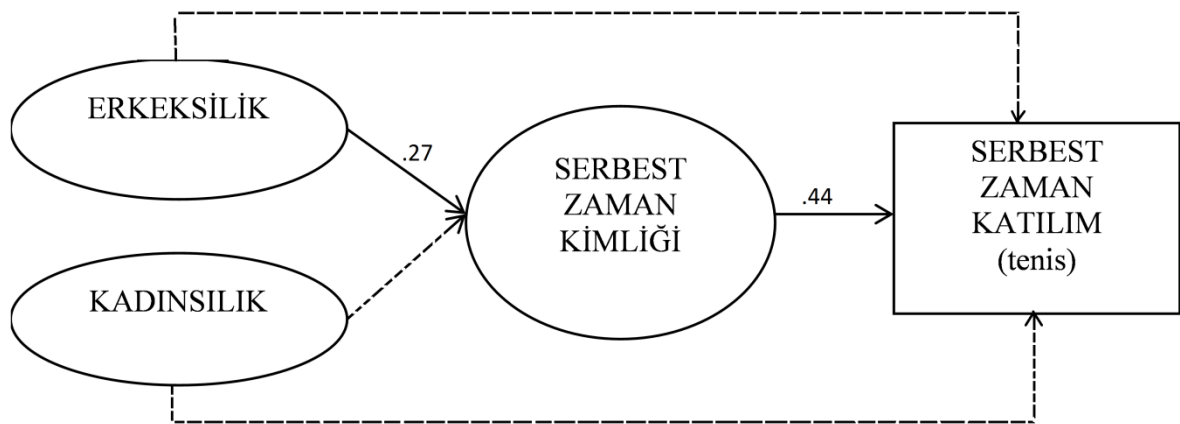 ERKEKSİLİK
.27
KADINSILIK
SERBEST
ZAMAN
KİMLİĞİ
.44
SERBEST
ZAMAN
KATILIM
(tenis)